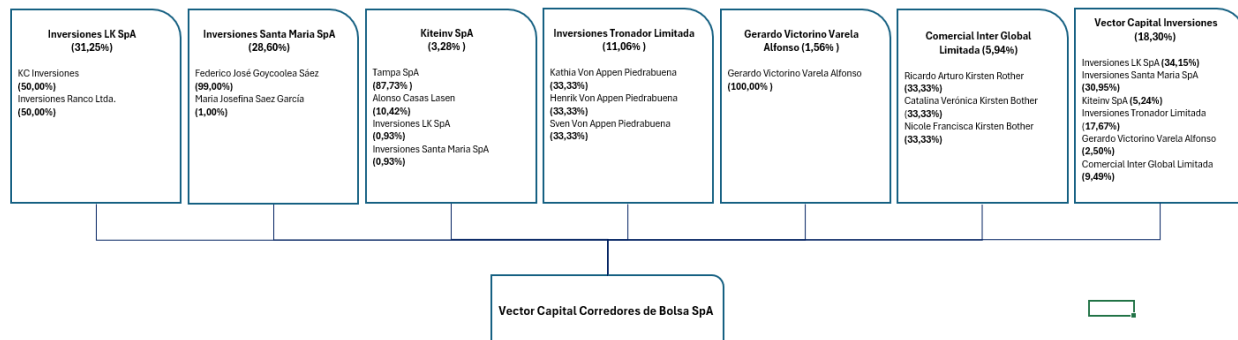 Inversiones LK SpA
(31,25%)
KC Inversiones
(50,00%)
Inversiones Ranco Ltda.
(50,00%)
Inversiones Santa Maria SpA
(28,60%)
Federico José Goycoolea Sáez
(99,00%)
Maria Josefina Saez García
(1,00%)
Kiteinv SpA
(3,28% )
Tampa SpA
(87,73% )
Alonso Casas Lasen
(10,42%)
Inversiones LK SpA
(0,93%)
Inversiones Santa Maria SpA
(0,93%)
Inversiones Tronador Limitada
(11,06%)
Kathia Von Appen Piedrabuena
(33,33%)
Henrik Von Appen Piedrabuena
(33,33%)
Sven Von Appen Piedrabuena
(33,33%)
Gerardo Victorino Varela
Alfonso (1,56% )
Gerardo Victorino Varela Alfonso
(100,00% )
Comercial Inter Global
Limitada (5,94%)
Ricardo Arturo Kirsten Rother
(33,33%)
Catalina Verónica Kirsten Bother
(33,33%)
Nicole Francisca Kirsten Bother
(33,33%)
Vector Capital Inversiones
(18,30%)
Inversiones LK SpA (34,15%)
Inversiones Santa Maria SpA
(30,95%)
Kiteinv SpA (5,24%)
Inversiones Tronador Limitada
(17,67%)
Gerardo Victorino Varela Alfonso
(2,50%)
Comercial Inter Global Limitada
(9,49%)
Vector Capital Corredores de Bolsa SpA